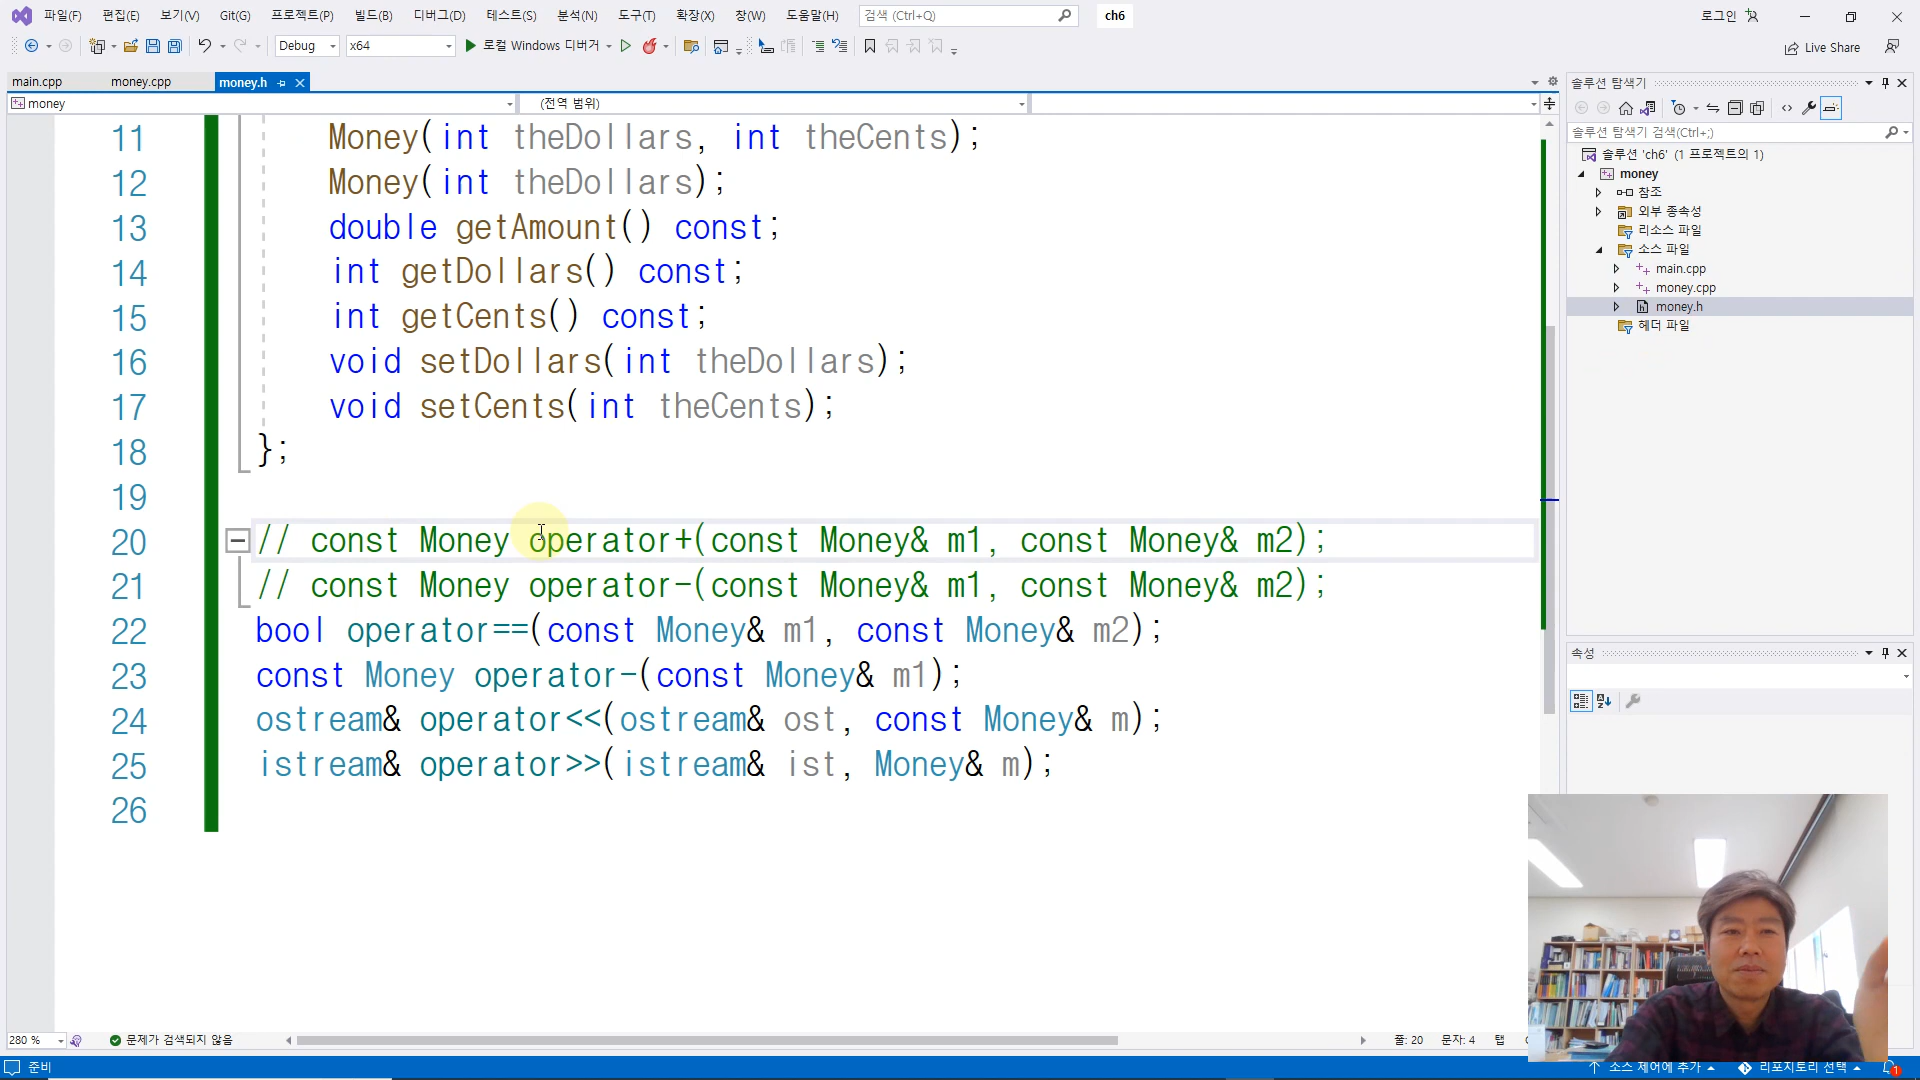 파일(F) 편집(E) 보기(V) Git(G) 프로젝트(P) 빌드(B) 디버그(D) 테스트(S) 분석(N) 도구(T) 확장(X) 창(W) 도움말(H) 검색 (Ctrl+Q) ch6 로그인
Debug x64 로컬 Windows 디버거 Live Share
main.cpp money.cpp money.h
money (전역 범위)
11 Money(int theDollars, int theCents);
12 Money(int theDollars);
13 double getAmount() const;
14 int getDollars() const;
15 int getCents() const;
16 void setDollars(int theDollars);
17 void setCents(int theCents);
18 };
19
20 // const Money operator+(const Money& m1, const Money& m2);
21 // const Money operator-(const Money& m1, const Money& m2);
22 bool operator==(const Money& m1, const Money& m2);
23 const Money operator-(const Money& m1);
24 ostream& operator<<(ostream& ost, const Money& m);
25 istream& operator>>(istream& ist, Money& m);
26
280 % 문제가 검색되지 않음 줄: 20 문자: 4 탭
솔루션 탐색기
솔루션 탐색기 검색(Ctrl+;)
솔루션 'ch6' (1 프로젝트의 1)
money
참조
외부 종속성
리소스 파일
소스 파일
main.cpp
money.cpp
money.h
헤더 파일
속성
준비 소스 제어에 추가 리포지토리 선택 1